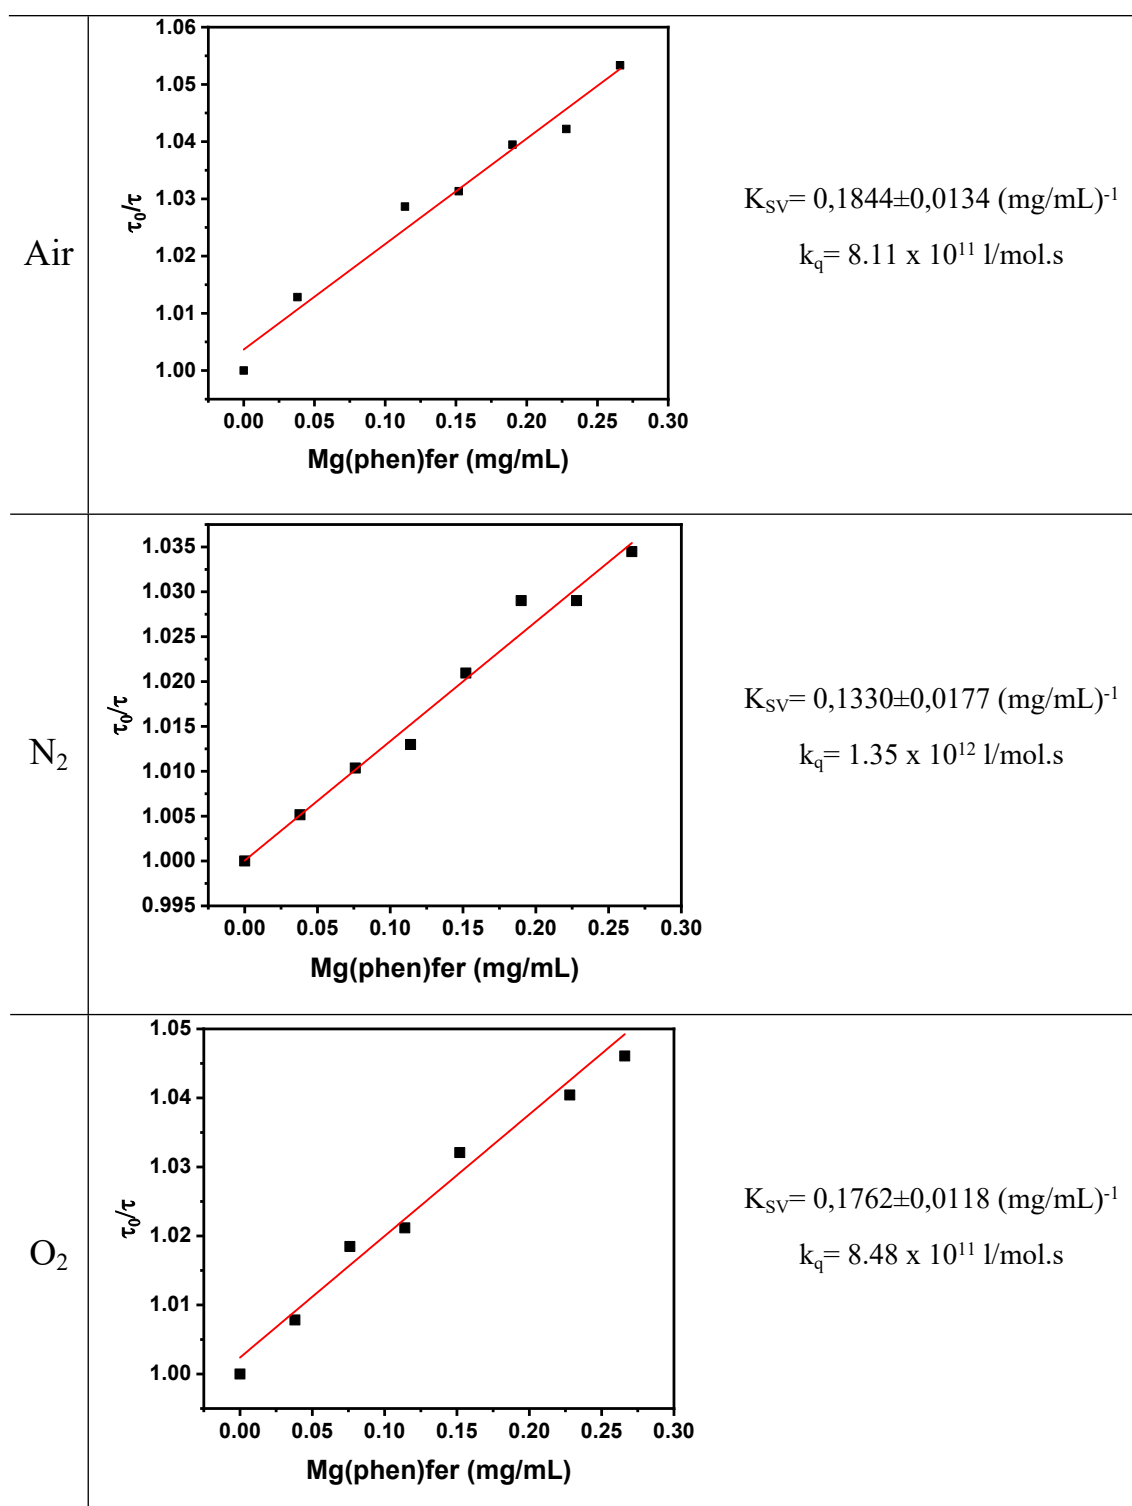 Air
1.06
1.05
1.04
1.03
1.02
1.01
1.00
τ₀/τ
0.00 0.05 0.10 0.15 0.20 0.25 0.30
Mg(phen)fer (mg/mL)
K_SV= 0,1844±0,0134 (mg/mL)⁻¹
k_q= 8.11 x 10¹¹ l/mol.s
N₂
1.035
1.030
1.025
1.020
1.015
1.010
1.005
1.000
0.995
τ₀/τ
0.00 0.05 0.10 0.15 0.20 0.25 0.30
Mg(phen)fer (mg/mL)
K_SV= 0,1330±0,0177 (mg/mL)⁻¹
k_q= 1.35 x 10¹² l/mol.s
O₂
1.05
1.04
1.03
1.02
1.01
1.00
τ₀/τ
0.00 0.05 0.10 0.15 0.20 0.25 0.30
Mg(phen)fer (mg/mL)
K_SV= 0,1762±0,0118 (mg/mL)⁻¹
k_q= 8.48 x 10¹¹ l/mol.s